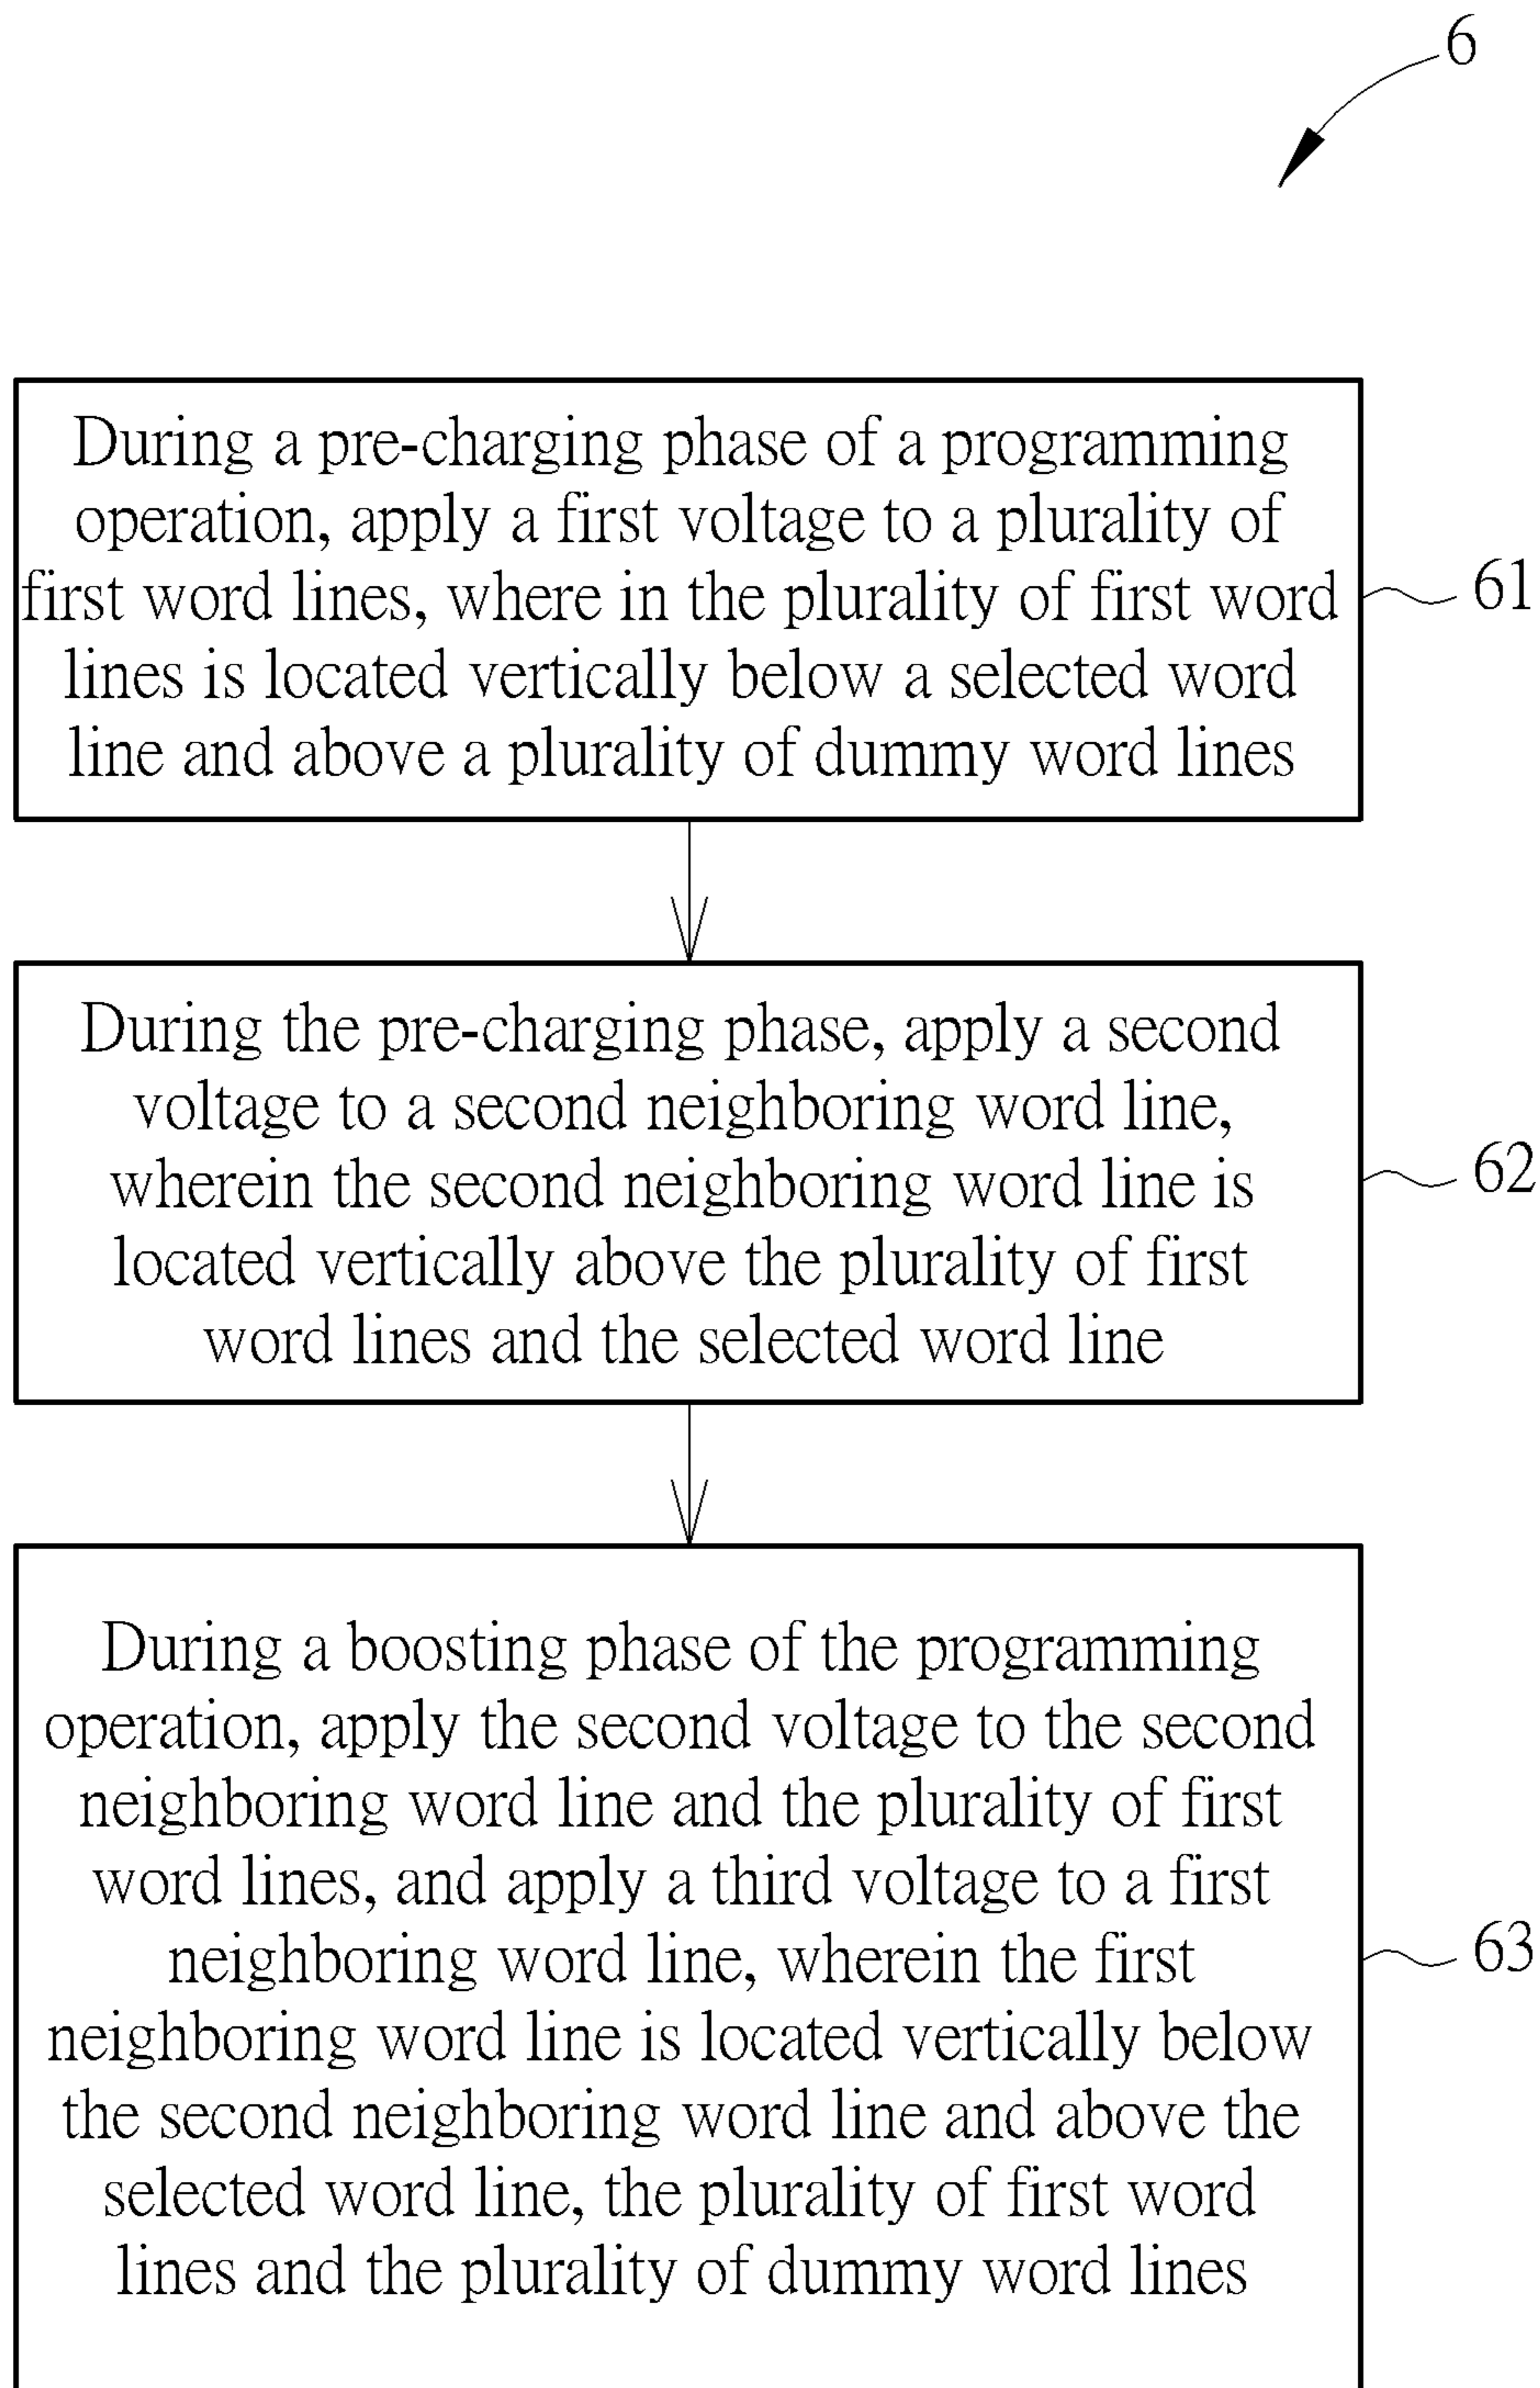 6
During a pre-charging phase of a programming
operation, apply a first voltage to a plurality of
first word lines, where in the plurality of first word
lines is located vertically below a selected word
line and above a plurality of dummy word lines
61
During the pre-charging phase, apply a second
voltage to a second neighboring word line,
wherein the second neighboring word line is
located vertically above the plurality of first
word lines and the selected word line
62
During a boosting phase of the programming
operation, apply the second voltage to the second
neighboring word line and the plurality of first
word lines, and apply a third voltage to a first
neighboring word line, wherein the first
neighboring word line is located vertically below
the second neighboring word line and above the
selected word line, the plurality of first word
lines and the plurality of dummy word lines
63